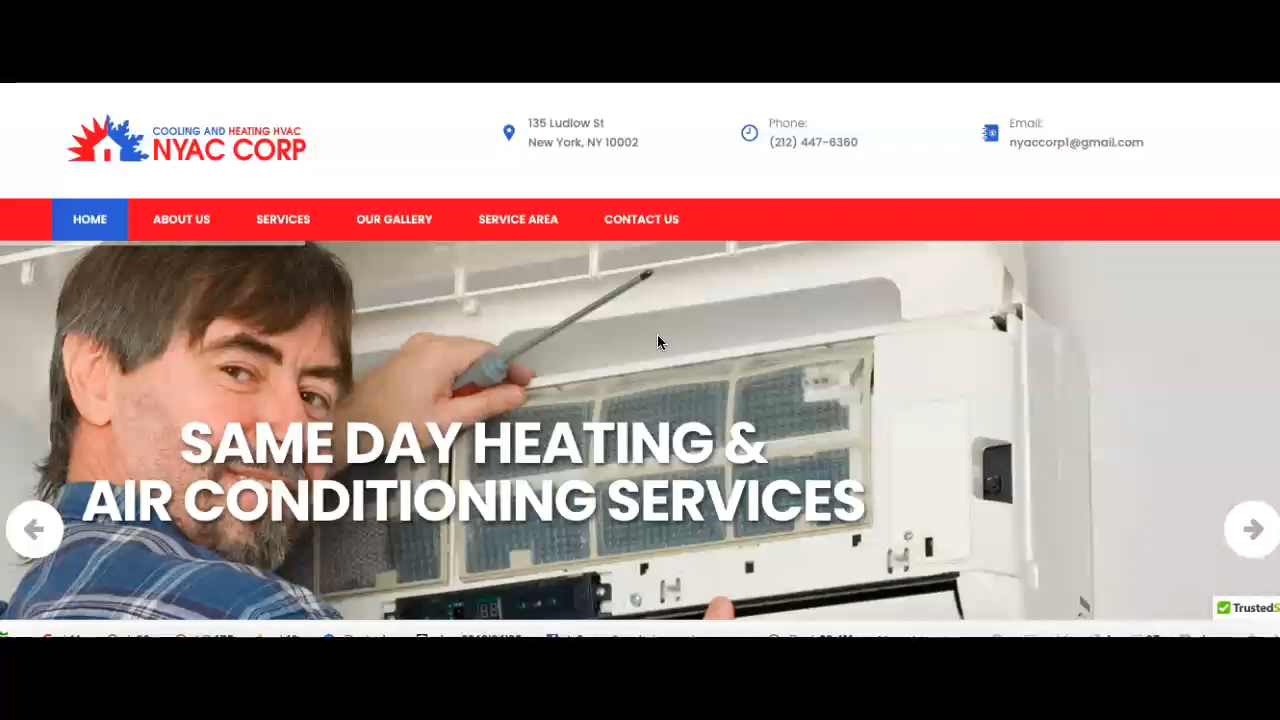 COOLING AND HEATING HVAC
NYAC CORP
135 Ludlow St
New York, NY 10002
Phone:
(212) 447-6360
Email:
nyaccorp1@gmail.com
HOME
ABOUT US
SERVICES
OUR GALLERY
SERVICE AREA
CONTACT US
SAME DAY HEATING &
AIR CONDITIONING SERVICES
TrustedS